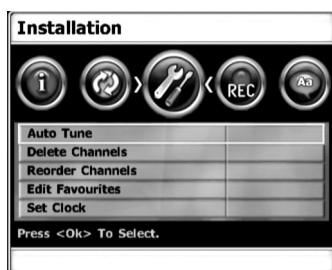 Installation
i
REC
Aa
Auto Tune
Delete Channels
Reorder Channels
Edit Favourites
Set Clock
Press <Ok> To Select.